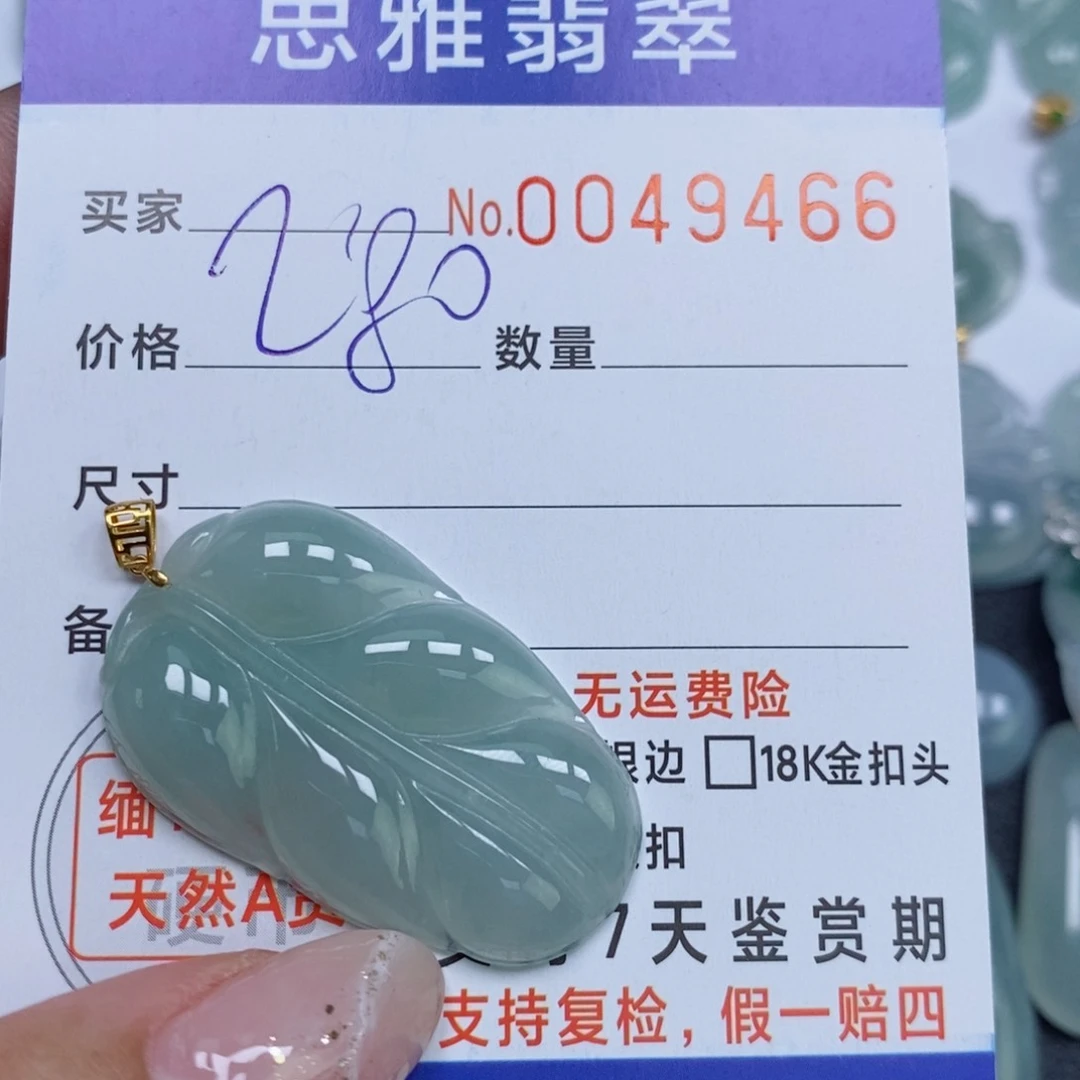 思雅翡翠
买家 No.0049466
280
价格 数量
尺寸
备
无运费险
银边 □18K金扣头
缅
扣
天然A货
7天鉴赏期
支持复检，假一赔四